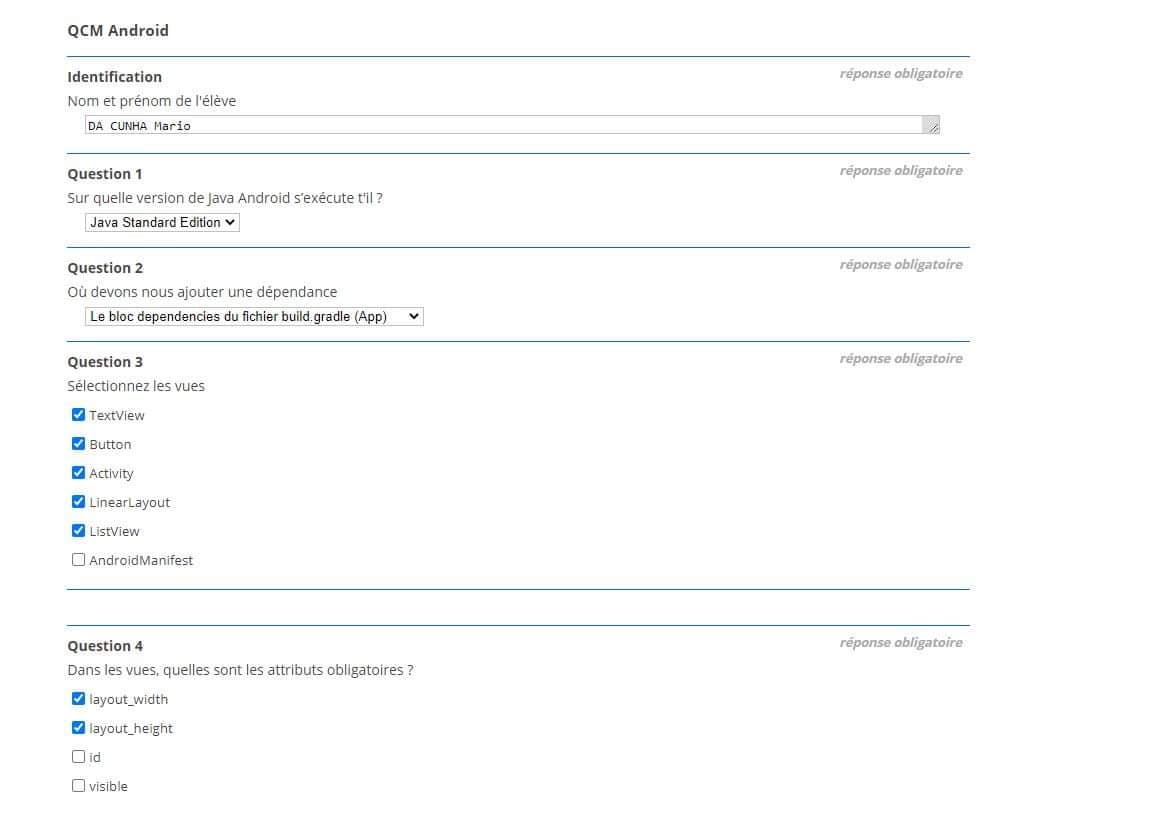 QCM Android
Identification
réponse obligatoire
Nom et prénom de l'élève
DA CUNHA Mario
Question 1
réponse obligatoire
Sur quelle version de Java Android s’exécute t'il ?
Java Standard Edition
Question 2
réponse obligatoire
Où devons nous ajouter une dépendance
Le bloc dependencies du fichier build.gradle (App)
Question 3
réponse obligatoire
Sélectionnez les vues
TextView
Button
Activity
LinearLayout
ListView
AndroidManifest
Question 4
réponse obligatoire
Dans les vues, quelles sont les attributs obligatoires ?
layout_width
layout_height
id
visible